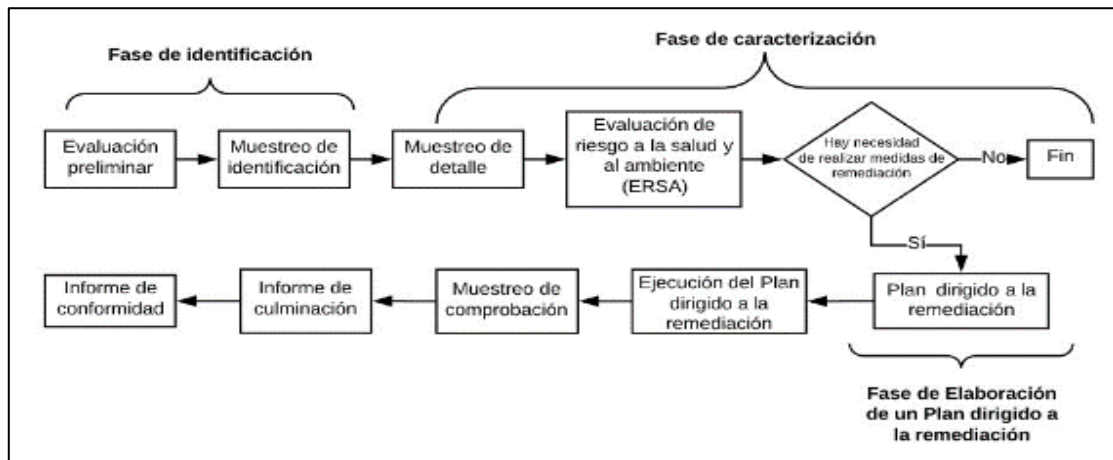 Fase de identificación
Fase de caracterización
Evaluación
preliminar
Muestreo de
identificación
Muestreo de
detalle
Evaluación de
riesgo a la salud y
al ambiente
(ERSA)
Hay necesidad
de realizar medidas de
remediación
No
Fin
Sí
Plan dirigido a la
remediación
Ejecución del Plan
dirigido a la
remediación
Muestreo de
comprobación
Informe de
culminación
Informe de
conformidad
Fase de Elaboración
de un Plan dirigido a
la remediación